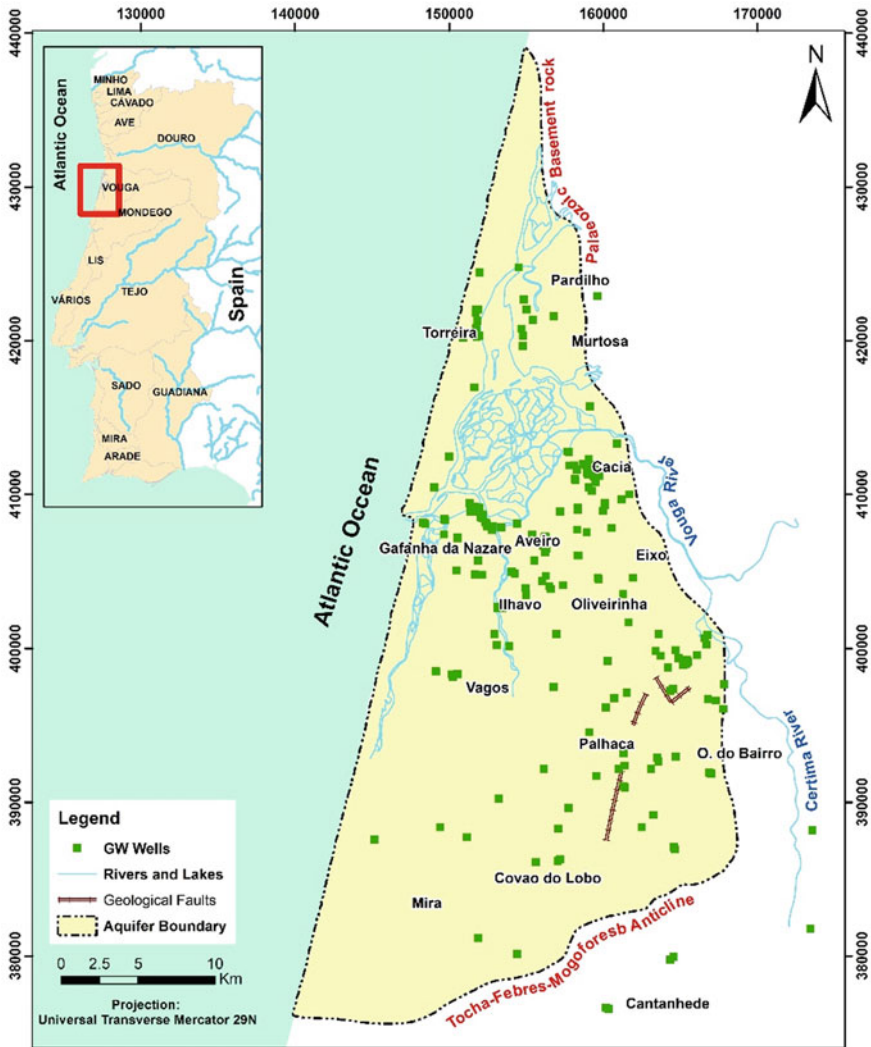 130000
140000
150000
160000
170000
440000
430000
420000
410000
400000
390000
380000
440000
430000
420000
410000
400000
390000
380000
N
Atlantic Ocean
MINHO
LIMA
CÁVADO
AVE
DOURO
VOUGA
MONDEGO
LIS
VÁRIOS
TEJO
Spain
SADO
GUADIANA
MIRA
ARADE
Palaeozoic Basement rock
Pardilho
Torreira
Murtosa
Cacia
Vouga River
Atlantic Occean
Gafanha da Nazare
Aveiro
Eixo
Ilhavo
Oliveirinha
Vagos
Palhaca
O. do Bairro
Certima River
Covao do Lobo
Mira
Tocha-Febres-Mogoforesb Anticline
Cantanhede
Legend
GW Wells
Rivers and Lakes
Geological Faults
Aquifer Boundary
0 2.5 5 10
Km
Projection:
Universal Transverse Mercator 29N